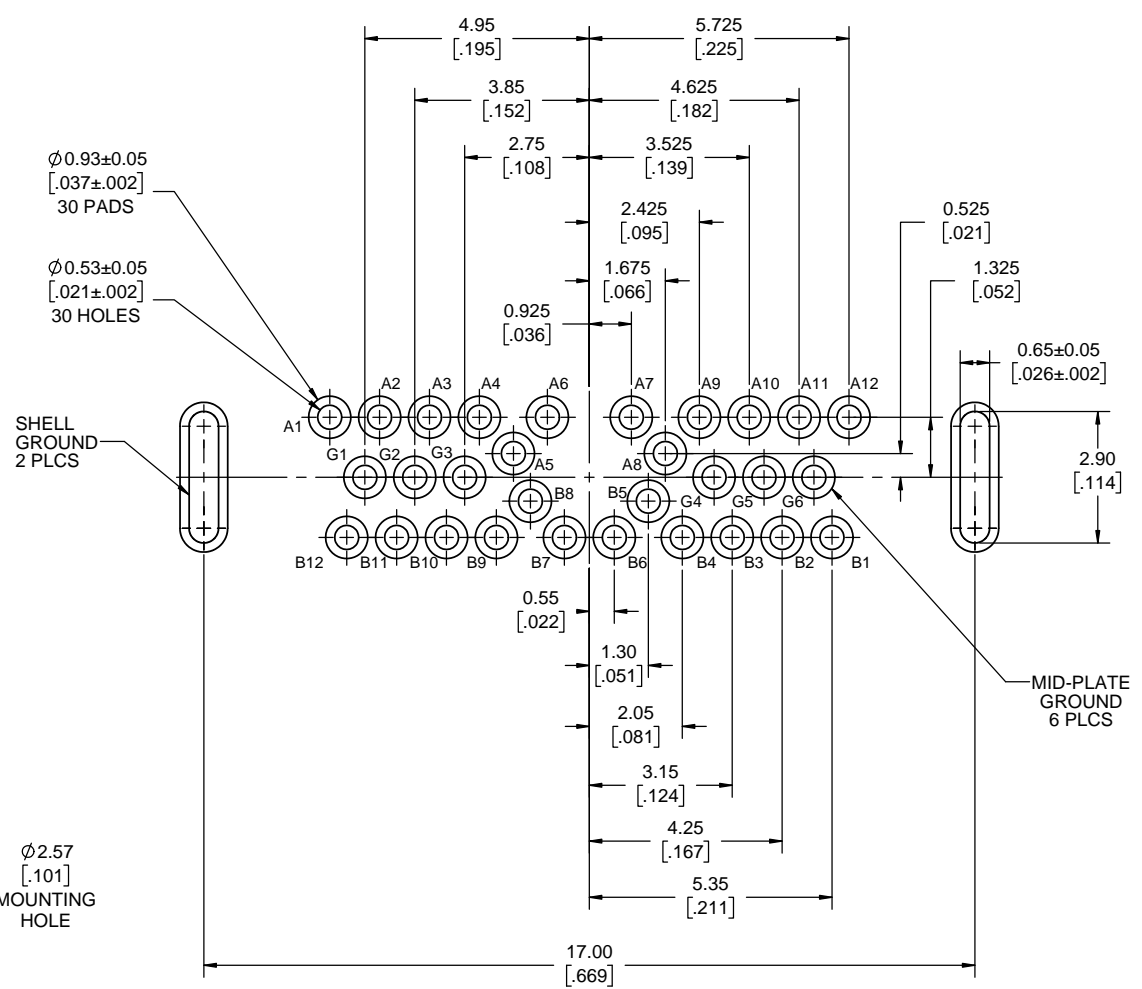 4.95
[.195]
5.725
[.225]
3.85
[.152]
4.625
[.182]
2.75
[.108]
3.525
[.139]
Ø0.93±0.05
[.037±.002]
30 PADS
2.425
[.095]
0.525
[.021]
1.675
[.066]
1.325
[.052]
Ø0.53±0.05
[.021±.002]
30 HOLES
0.925
[.036]
0.65±0.05
[.026±.002]
A1
A2
A3
A4
A6
A7
A9
A10
A11
A12
SHELL
GROUND
2 PLCS
G1
G2
G3
A5
A8
2.90
[.114]
B8
B5
G4
G5
G6
B12
B11
B10
B9
B7
B6
B4
B3
B2
B1
0.55
[.022]
1.30
[.051]
MID-PLATE
GROUND
6 PLCS
2.05
[.081]
3.15
[.124]
4.25
[.167]
Ø2.57
[.101]
MOUNTING
HOLE
5.35
[.211]
17.00
[.669]